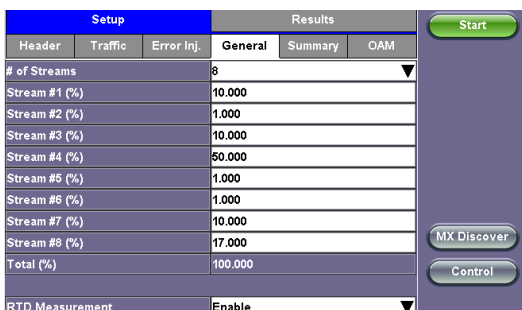 Setup Results
Header Traffic Error Inj. General Summary OAM
# of Streams 8
Stream #1 (%) 10.000
Stream #2 (%) 1.000
Stream #3 (%) 10.000
Stream #4 (%) 50.000
Stream #5 (%) 1.000
Stream #6 (%) 1.000
Stream #7 (%) 10.000
Stream #8 (%) 17.000
Total (%) 100.000
RTD Measurement Enable
Start
MX Discover
Control